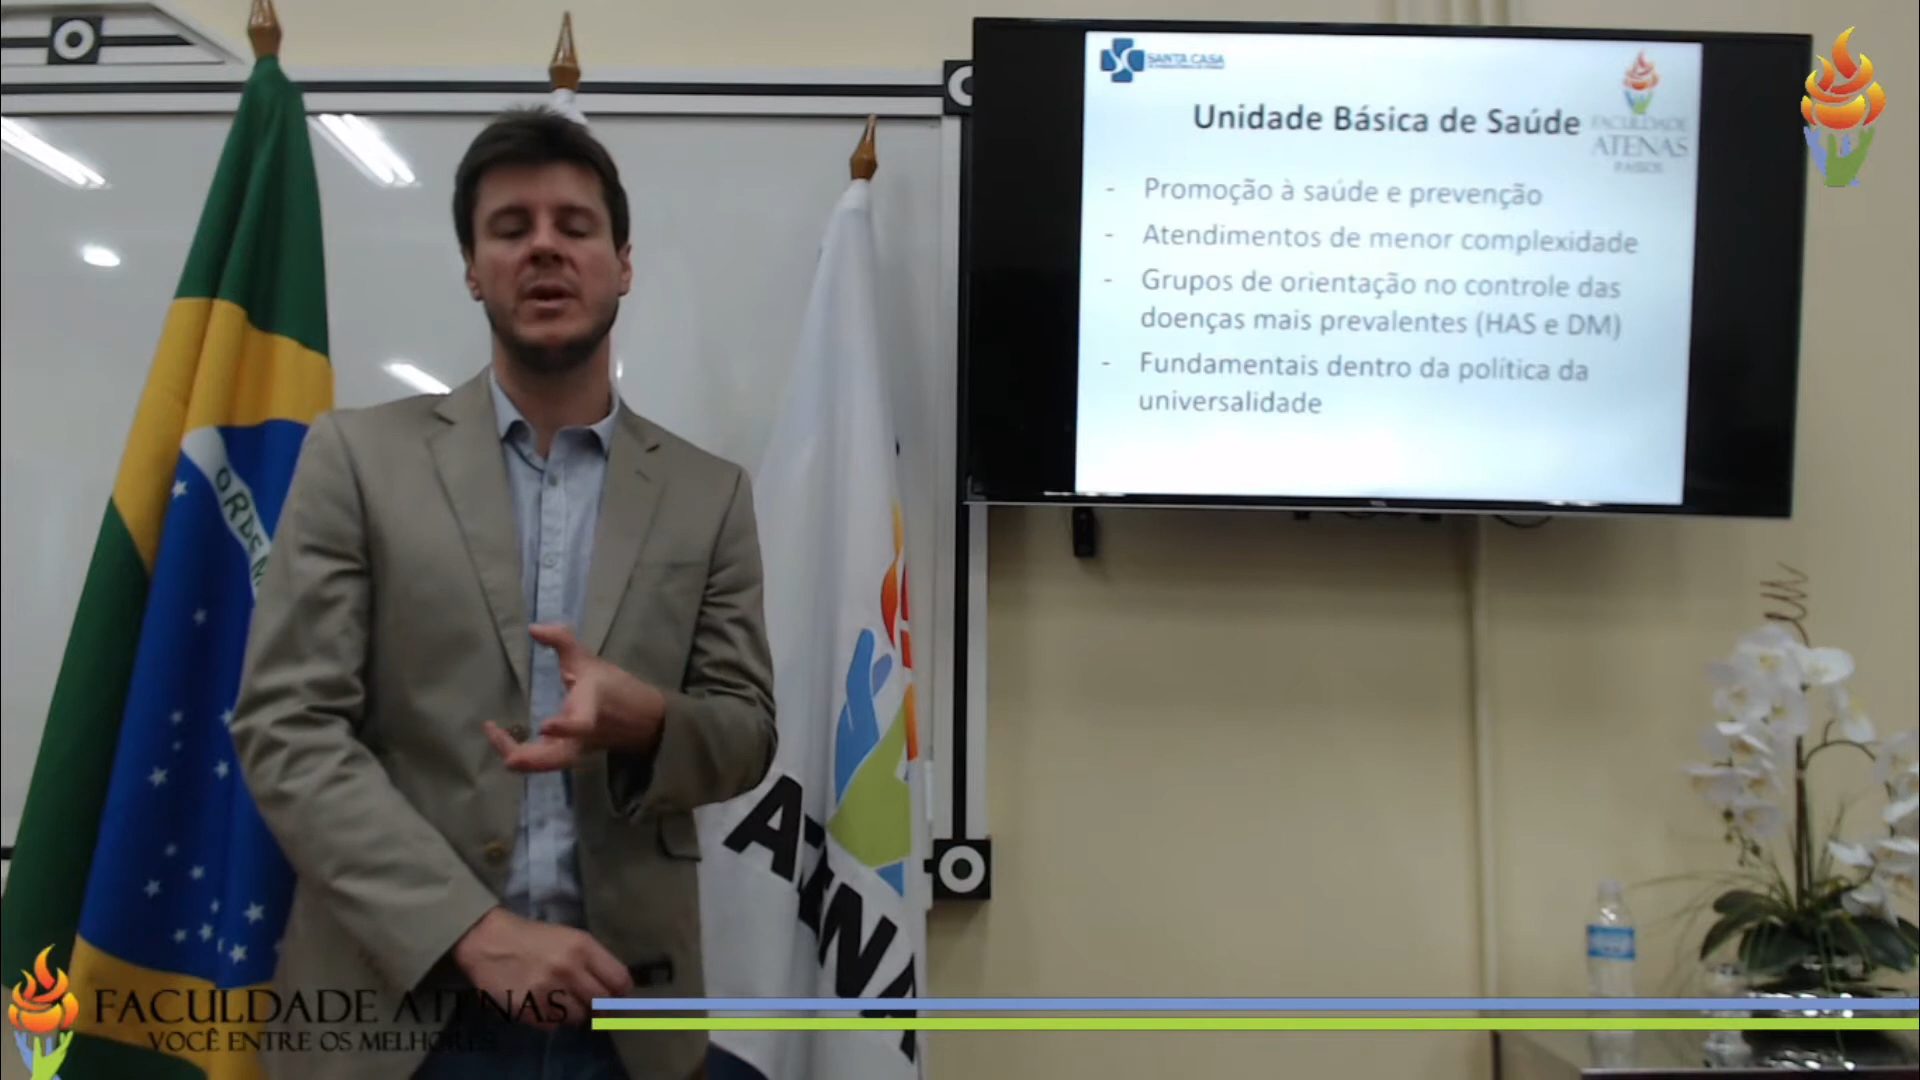 SANTA CASA
Unidade Básica de Saúde
FACULDADE
ATENAS
PASSOS
- Promoção à saúde e prevenção
- Atendimentos de menor complexidade
- Grupos de orientação no controle das
doenças mais prevalentes (HAS e DM)
- Fundamentais dentro da política da
universalidade
ORDEM
ATENA
FACULDADE ATENAS
VOCÊ ENTRE OS MELHORES